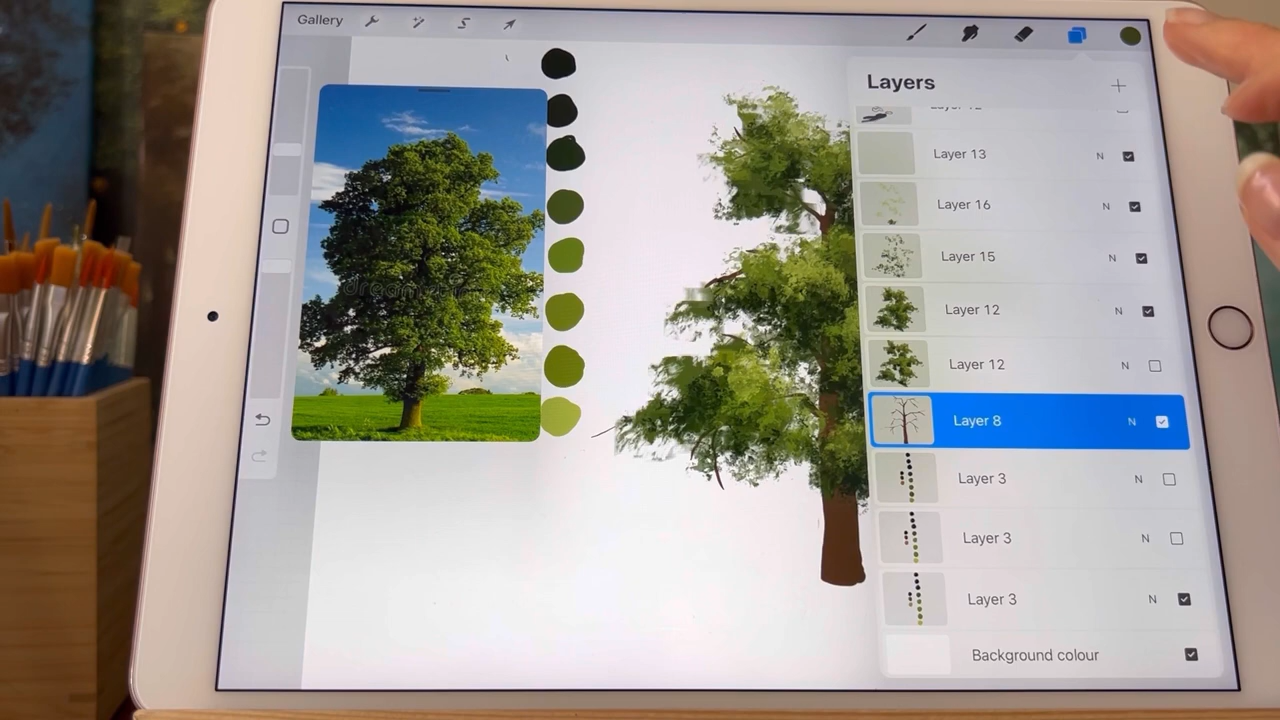 Gallery
Layers
Layer 13
N
Layer 16
N
Layer 15
N
Layer 12
N
Layer 12
N
Layer 8
N
Layer 3
N
Layer 3
N
Layer 3
N
Background colour